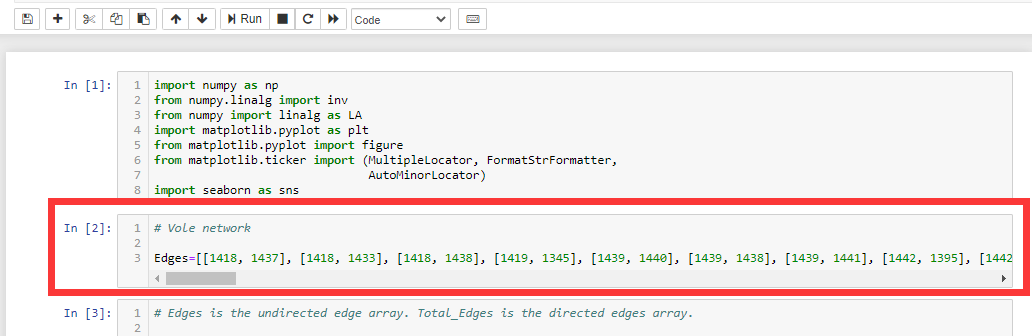 Run
Code
In [1]:
1 import numpy as np
2 from numpy.linalg import inv
3 from numpy import linalg as LA
4 import matplotlib.pyplot as plt
5 from matplotlib.pyplot import figure
6 from matplotlib.ticker import (MultipleLocator, FormatStrFormatter,
7                                AutoMinorLocator)
8 import seaborn as sns
In [2]:
1 # Vole network
2
3 Edges=[[1418, 1437], [1418, 1433], [1418, 1438], [1419, 1345], [1439, 1440], [1439, 1438], [1439, 1441], [1442, 1395], [1442
In [3]:
1 # Edges is the undirected edge array. Total_Edges is the directed edges array.
2